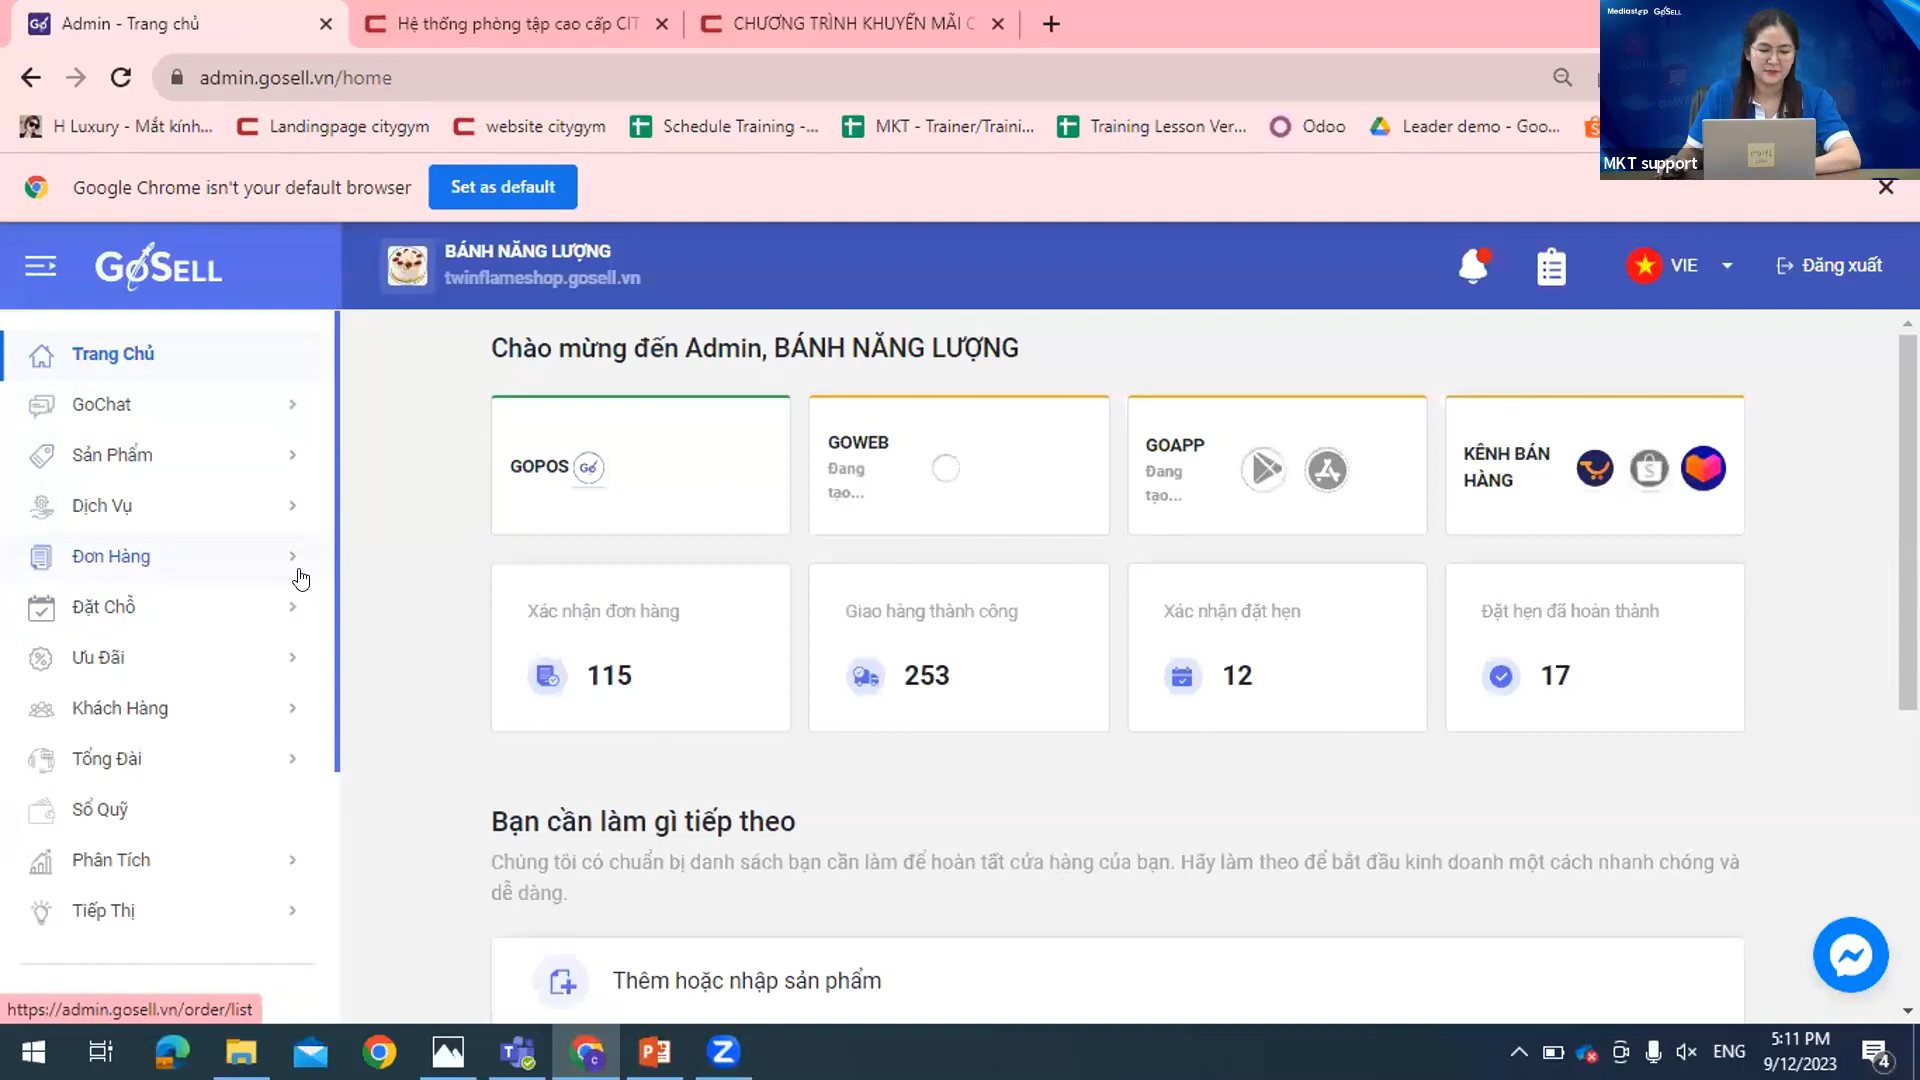 Admin - Trang chủ
Hệ thống phòng tập cao cấp CIT
CHƯƠNG TRÌNH KHUYẾN MÃI C
Mediastep GoSELL
admin.gosell.vn/home
H Luxury - Mắt kính...
Landingpage citygym
website citygym
Schedule Training -...
MKT - Trainer/Traini...
Training Lesson Ver...
Odoo
Leader demo - Goo...
MKT support
Google Chrome isn't your default browser
Set as default
GoSELL
BÁNH NĂNG LƯỢNG
twinflameshop.gosell.vn
VIE
Đăng xuất
Trang Chủ
GoChat
Sản Phẩm
Dịch Vụ
Đơn Hàng
Đặt Chỗ
Ưu Đãi
Khách Hàng
Tổng Đài
Sổ Quỹ
Phân Tích
Tiếp Thị
Chào mừng đến Admin, BÁNH NĂNG LƯỢNG
GOPOS
Go
GOWEB
Đang
tạo...
GOAPP
Đang
tạo...
KÊNH BÁN
HÀNG
Xác nhận đơn hàng
115
Giao hàng thành công
253
Xác nhận đặt hẹn
12
Đặt hẹn đã hoàn thành
17
Bạn cần làm gì tiếp theo
Chúng tôi có chuẩn bị danh sách bạn cần làm để hoàn tất cửa hàng của bạn. Hãy làm theo để bắt đầu kinh doanh một cách nhanh chóng và
dễ dàng.
Thêm hoặc nhập sản phẩm
https://admin.gosell.vn/order/list
ENG
5:11 PM
9/12/2023
4